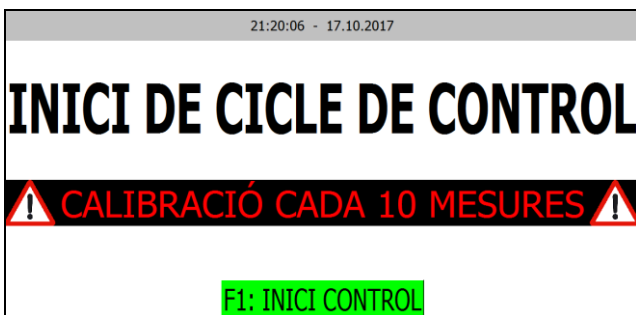 21:20:06 - 17.10.2017
INICI DE CICLE DE CONTROL
CALIBRACIÓ CADA 10 MESURES
F1: INICI CONTROL